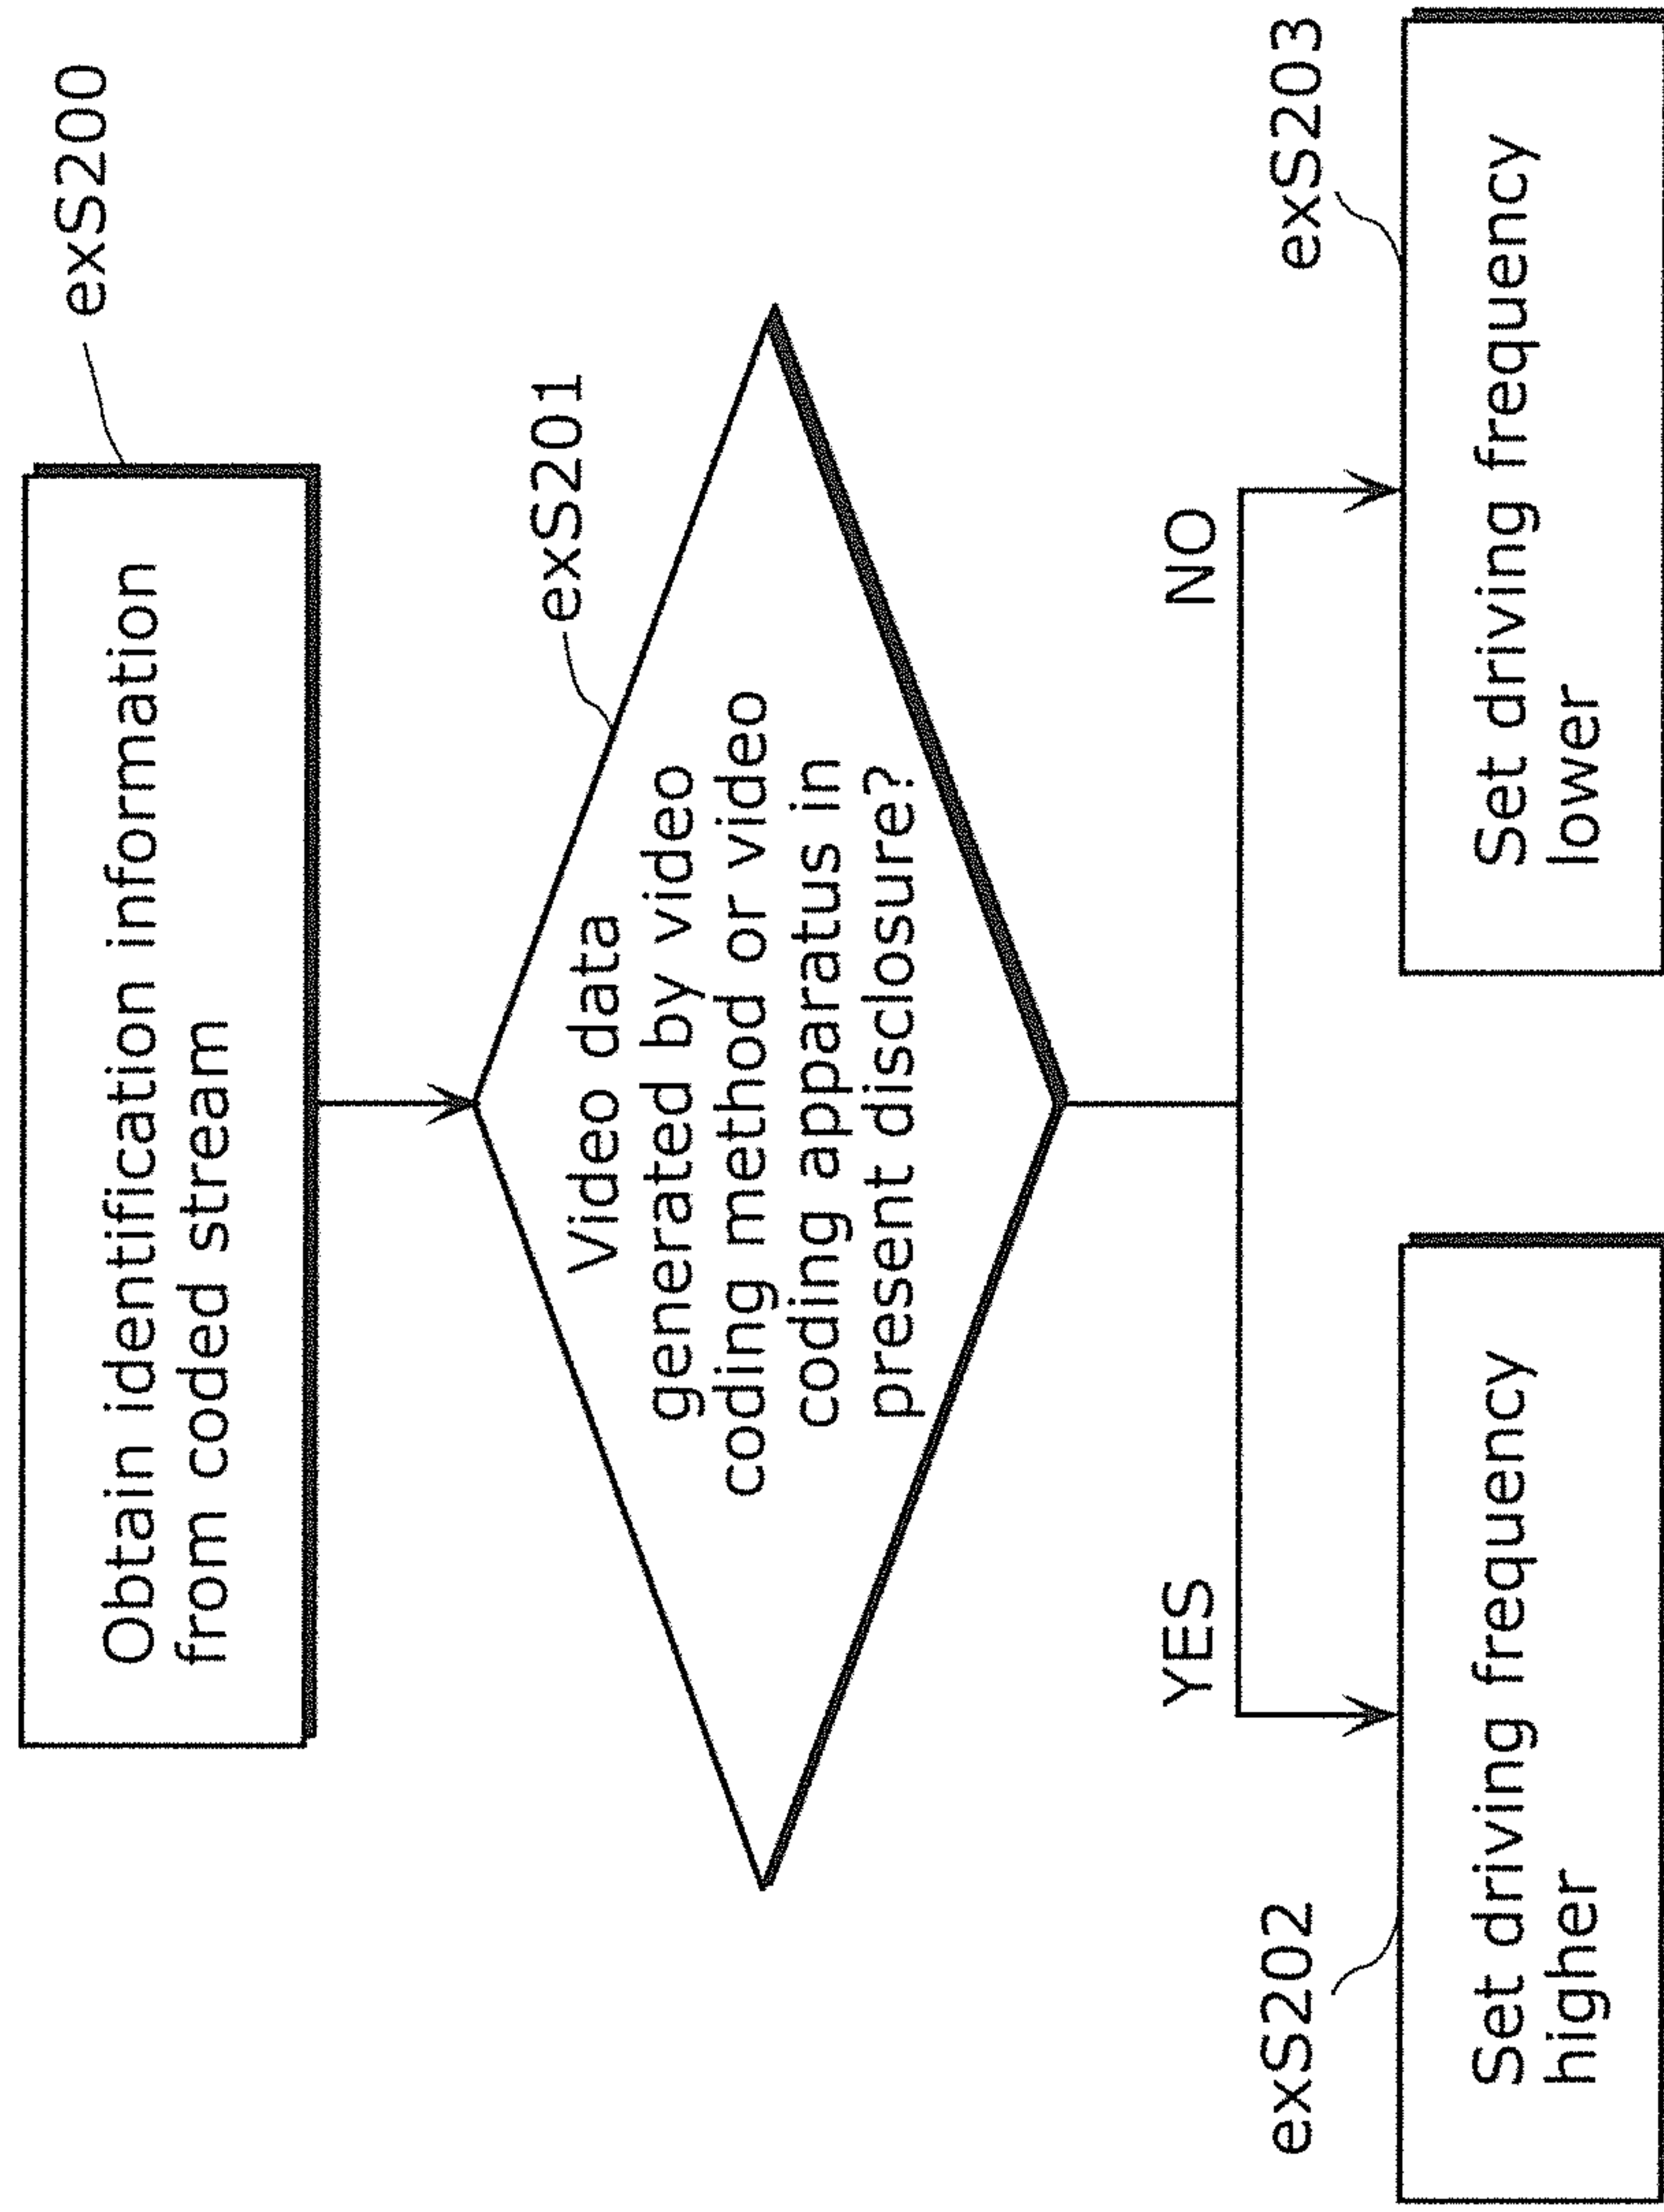 exS200
Obtain identification information
from coded stream
exS201
Video data
generated by video
coding method or video
coding apparatus in
present disclosure?
YES
NO
exS202
exS203
Set driving frequency
higher
Set driving frequency
lower